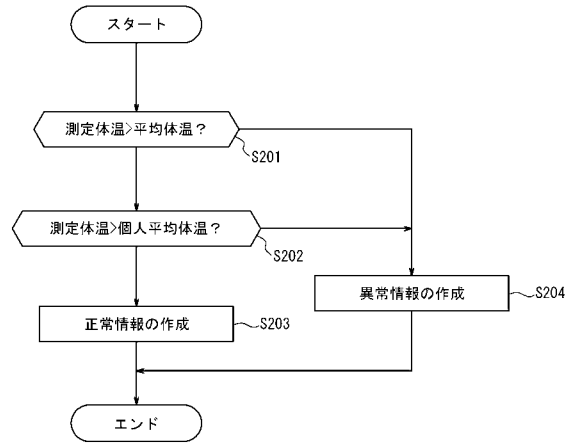 スタート
測定体温>平均体温？
S201
測定体温>個人平均体温？
S202
異常情報の作成
S204
正常情報の作成
S203
エンド